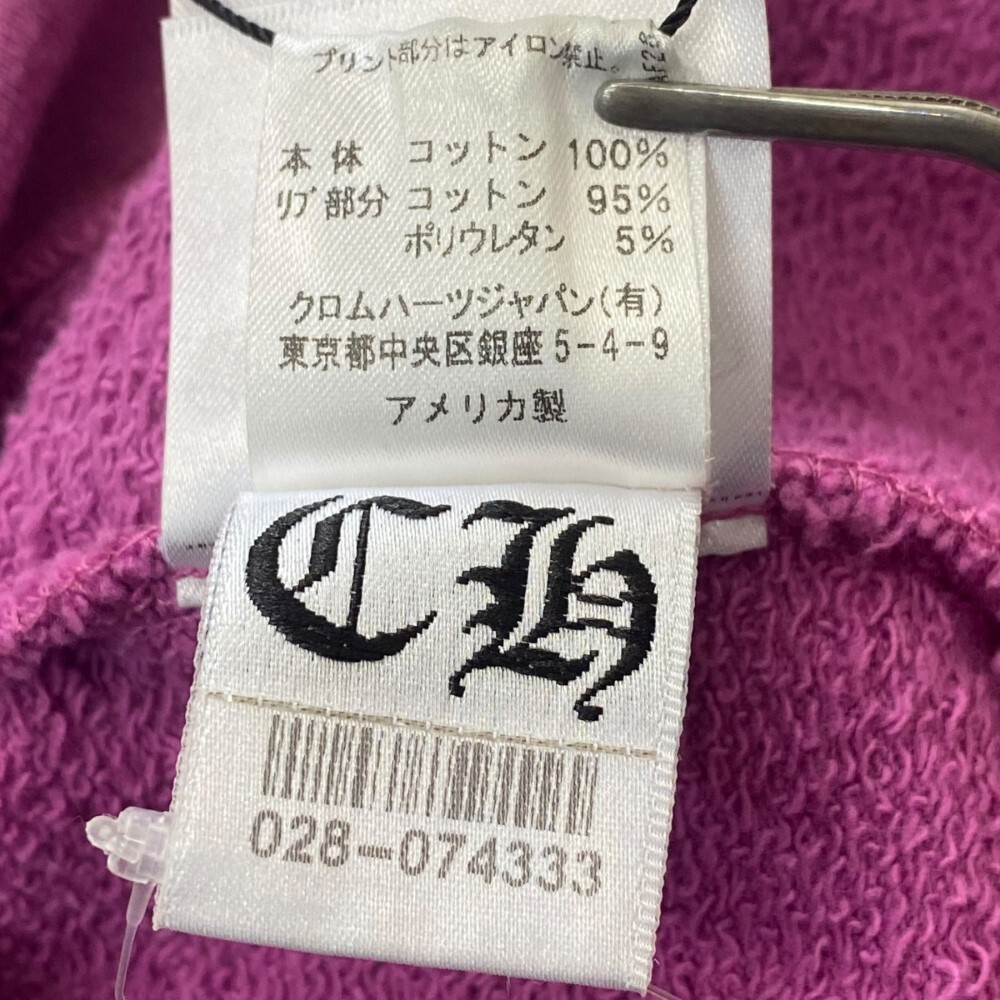 プリント部分はアイロン禁止。
本体 コットン 100%
リブ部分 コットン 95%
ポリウレタン 5%
クロムハーツジャパン(有)
東京都中央区銀座5-4-9
アメリカ製
CH
028-074333